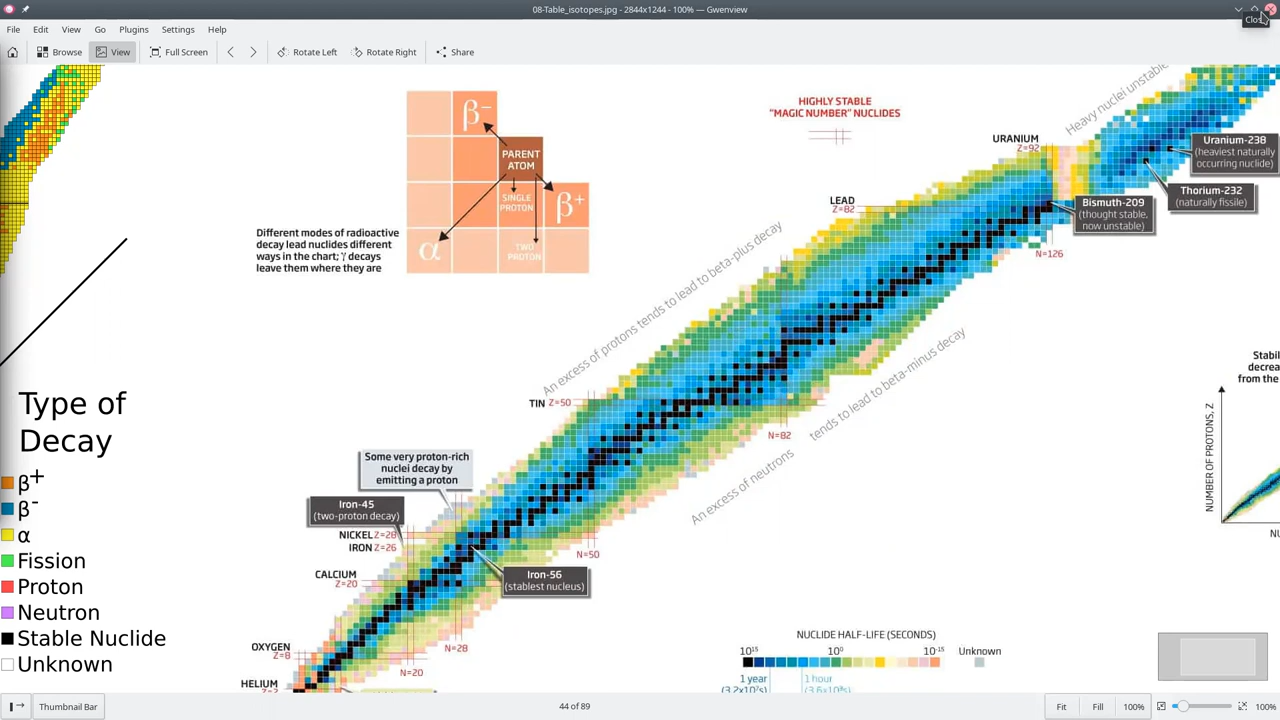 08-Table_isotopes.jpg - 2844x1244 - 100% — Gwenview
File Edit View Go Plugins Settings Help
Browse View Full Screen Rotate Left Rotate Right Share
HIGHLY STABLE
"MAGIC NUMBER" NUCLIDES
Heavy nuclei unstable
β⁻
PARENT
ATOM
SINGLE
PROTON
β⁺
α
TWO
PROTON
Different modes of radioactive
decay lead nuclides different
ways in the chart; 'γ' decays
leave them where they are
URANIUM
Z=92
Uranium-238
(heaviest naturally
occurring nuclide)
Thorium-232
(naturally fissile)
LEAD
Z=82
Bismuth-209
(thought stable,
now unstable)
N=126
An excess of protons tends to lead to beta-plus decay
An excess of neutrons tends to lead to beta-minus decay
TIN Z=50
N=82
Some very proton-rich
nuclei decay by
emitting a proton
Iron-45
(two-proton decay)
NICKEL Z=28
IRON Z=26
N=50
CALCIUM
Z=20
Iron-56
(stablest nucleus)
OXYGEN
Z=8
N=28
N=20
HELIUM
Type of
Decay
β⁺
β⁻
α
Fission
Proton
Neutron
Stable Nuclide
Unknown
from the
NUMBER OF PROTONS, Z
NUCLIDE HALF-LIFE (SECONDS)
10¹⁵ 10⁰ 10⁻¹⁵ Unknown
1 year 1 hour
Thumbnail Bar 44 of 89 Fit Fill 100% 100%